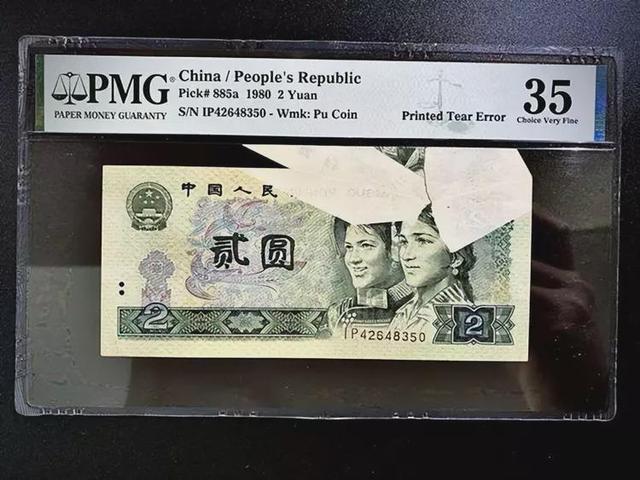 PMG
PAPER MONEY GUARANTY
China / People's Republic
Pick# 885a 1980 2 Yuan
S/N IP42648350 - Wmk: Pu Coin
Printed Tear Error
35
Choice Very Fine
中国人民
贰圆
2
2
IP42648350